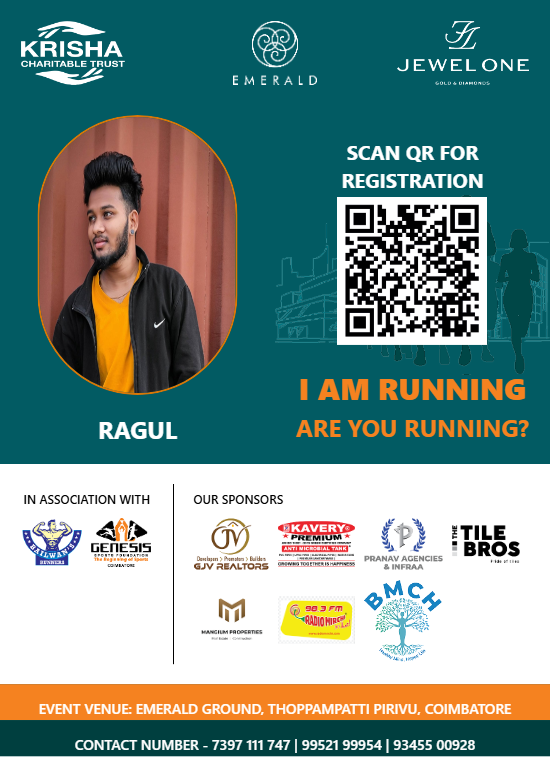 KRISHA
CHARITABLE TRUST
EMERALD
JEWEL ONE
GOLD & DIAMONDS
SCAN QR FOR
REGISTRATION
I AM RUNNING
ARE YOU RUNNING?
RAGUL
IN ASSOCIATION WITH
RUNNERS
GENESIS
SPORTS FOUNDATION
The Beginning of Sports
COIMBATORE
OUR SPONSORS
Developers | Promoters | Builders
GJV REALTORS
KAVERY
PREMIUM
ANTI MICROBIAL TANK
GROWING TOGETHER IS HAPPINESS
PRANAV AGENCIES
& INFRAA
THE TILE
BROS
MANGIUM PROPERTIES
98.3 FM
RADIO MIRCHI
BMCH
EVENT VENUE: EMERALD GROUND, THOPPAMPATTI PIRIVU, COIMBATORE
CONTACT NUMBER - 7397 111 747 | 99521 99954 | 93455 00928